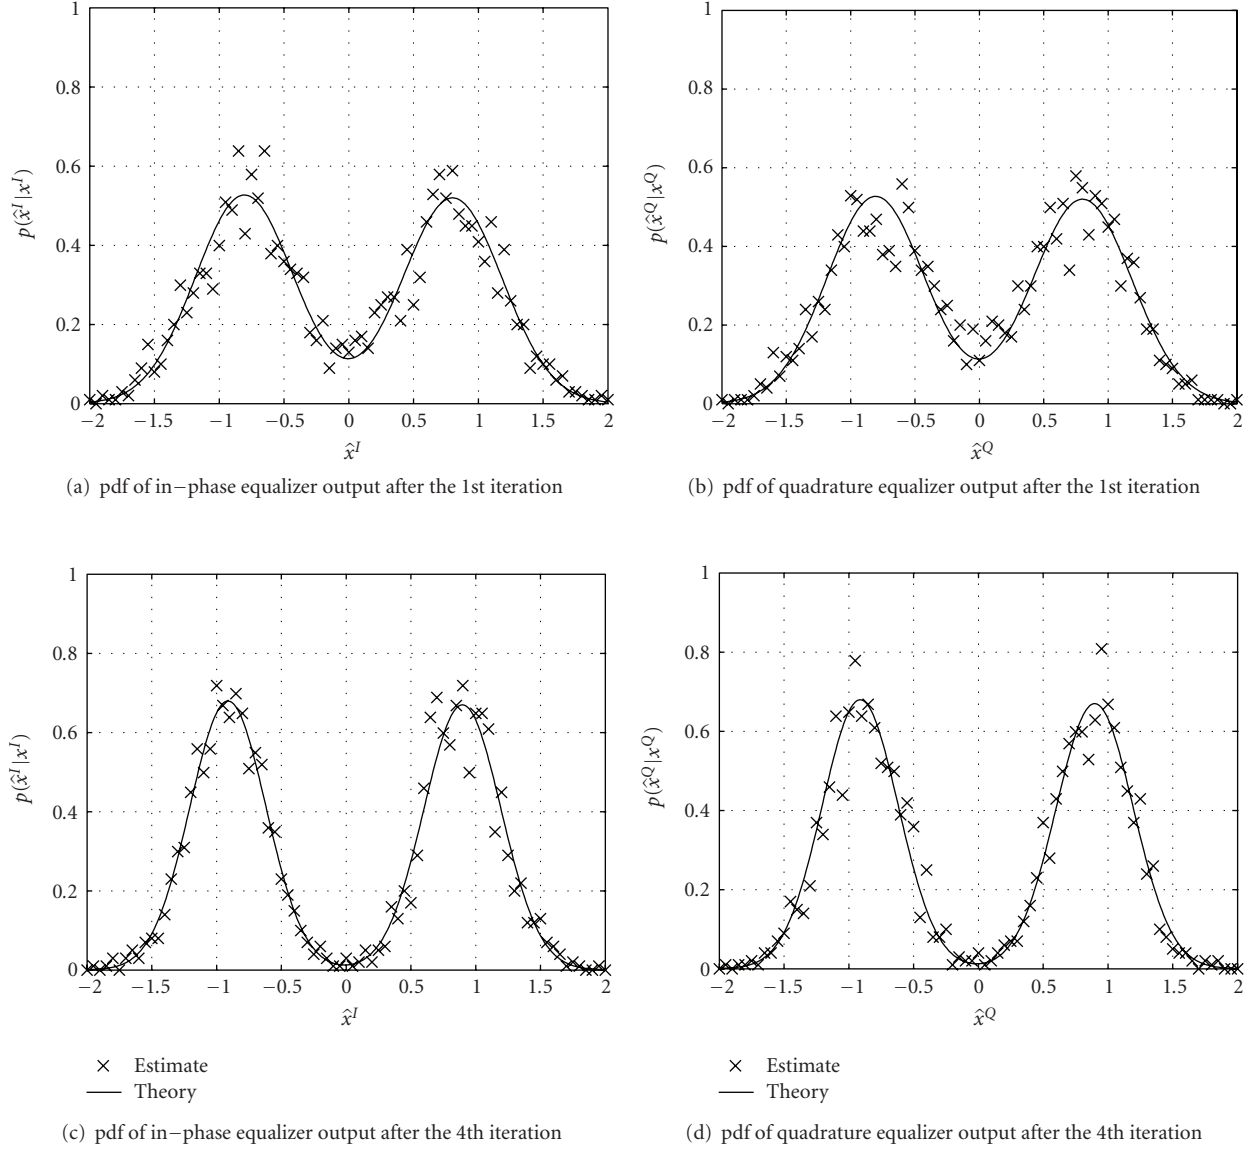 1
0.8
0.6
0.4
0.2
0
p(x̂^I|x^I)
−2 −1.5 −1 −0.5 0 0.5 1 1.5 2
x̂^I
(a) pdf of in−phase equalizer output after the 1st iteration
1
0.8
0.6
0.4
0.2
0
p(x̂^Q|x^Q)
−2 −1.5 −1 −0.5 0 0.5 1 1.5 2
x̂^Q
(b) pdf of quadrature equalizer output after the 1st iteration
1
0.8
0.6
0.4
0.2
0
p(x̂^I|x^I)
−2 −1.5 −1 −0.5 0 0.5 1 1.5 2
x̂^I
Estimate
Theory
(c) pdf of in−phase equalizer output after the 4th iteration
1
0.8
0.6
0.4
0.2
0
p(x̂^Q|x^Q)
−2 −1.5 −1 −0.5 0 0.5 1 1.5 2
x̂^Q
Estimate
Theory
(d) pdf of quadrature equalizer output after the 4th iteration